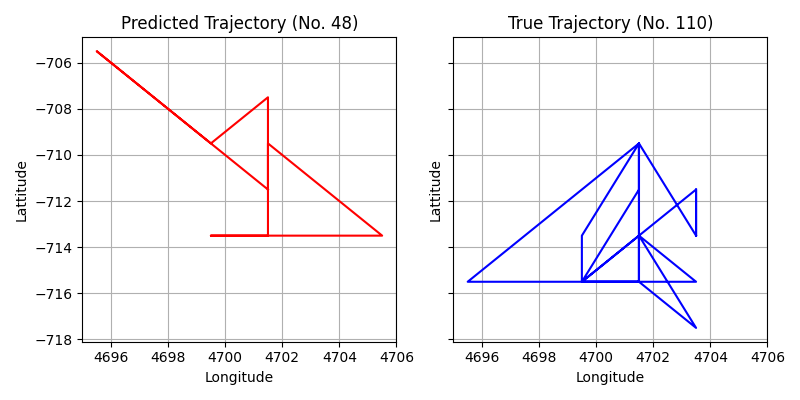 Predicted Trajectory (No. 48)
True Trajectory (No. 110)
Lattitude
−706
−708
−710
−712
−714
−716
−718
4696 4698 4700 4702 4704 4706
Longitude
Lattitude
4696 4698 4700 4702 4704 4706
Longitude